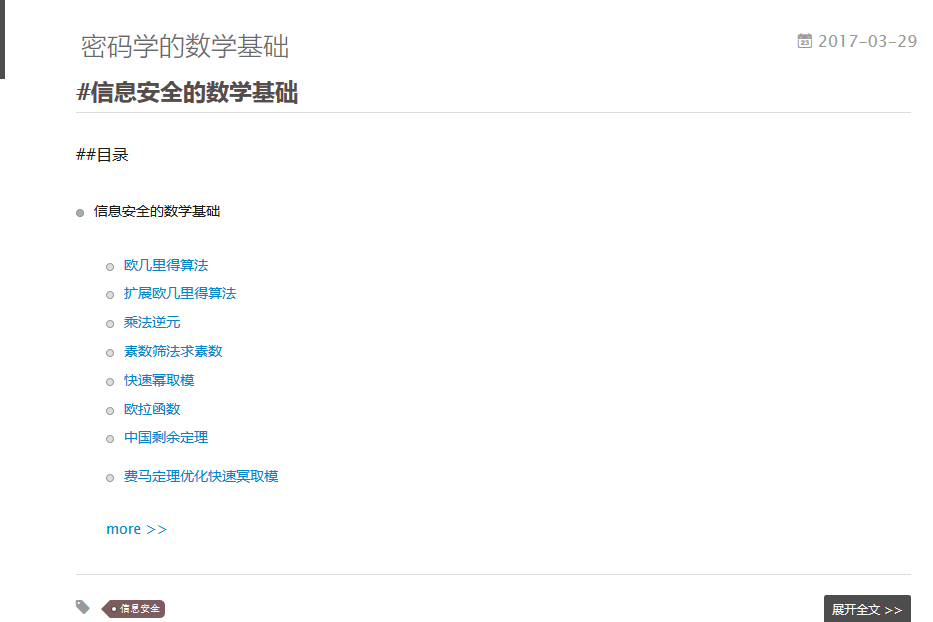 密码学的数学基础
2017-03-29
#信息安全的数学基础
##目录
信息安全的数学基础
欧几里得算法
扩展欧几里得算法
乘法逆元
素数筛法求素数
快速幂取模
欧拉函数
中国剩余定理
费马定理优化快速冥取模
more >>
信息安全
展开全文 >>